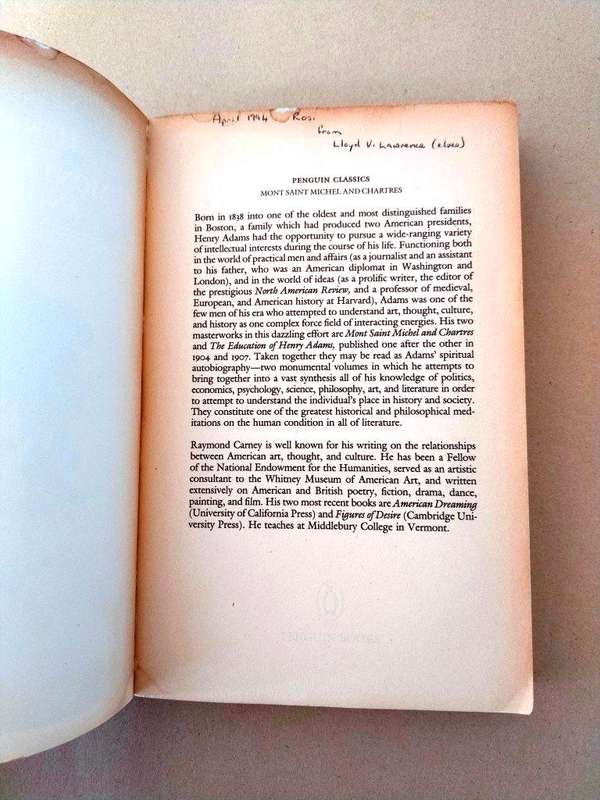 April 1994 Ros.
from
Lloyd V. Lawrence
PENGUIN CLASSICS
MONT SAINT MICHEL AND CHARTRES
Born in 1838 into one of the oldest and most distinguished families
in Boston, a family which had produced two American presidents,
Henry Adams had the opportunity to pursue a wide-ranging variety
of intellectual interests during the course of his life. Functioning both
in the world of practical men and affairs (as a journalist and an assistant
to his father, who was an American diplomat in Washington and
London), and in the world of ideas (as a prolific writer, the editor of
the prestigious North American Review, and a professor of medieval,
European, and American history at Harvard), Adams was one of the
few men of his era who attempted to understand art, thought, culture,
and history as one complex force field of interacting energies. His two
masterworks in this dazzling effort are Mont Saint Michel and Chartres
and The Education of Henry Adams, published one after the other in
1904 and 1907. Taken together they may be read as Adams' spiritual
autobiography—two monumental volumes in which he attempts to
bring together into a vast synthesis all of his knowledge of politics,
economics, psychology, science, philosophy, art, and literature in order
to attempt to understand the individual's place in history and society.
They constitute one of the greatest historical and philosophical med-
itations on the human condition in all of literature.
Raymond Carney is well known for his writing on the relationships
between American art, thought, and culture. He has been a Fellow
of the National Endowment for the Humanities, served as an artistic
consultant to the Whitney Museum of American Art, and written
extensively on American and British poetry, fiction, drama, dance,
painting, and film. His two most recent books are American Dreaming
(University of California Press) and Figures of Desire (Cambridge Uni-
versity Press). He teaches at Middlebury College in Vermont.